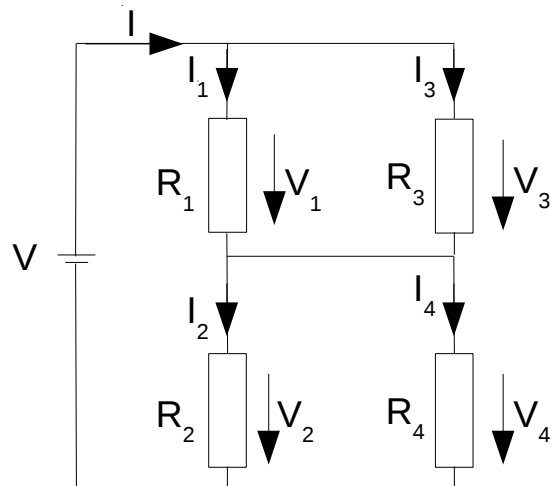 I
I₁
I₃
R₁
V₁
R₃
V₃
V
I₂
I₄
R₂
V₂
R₄
V₄